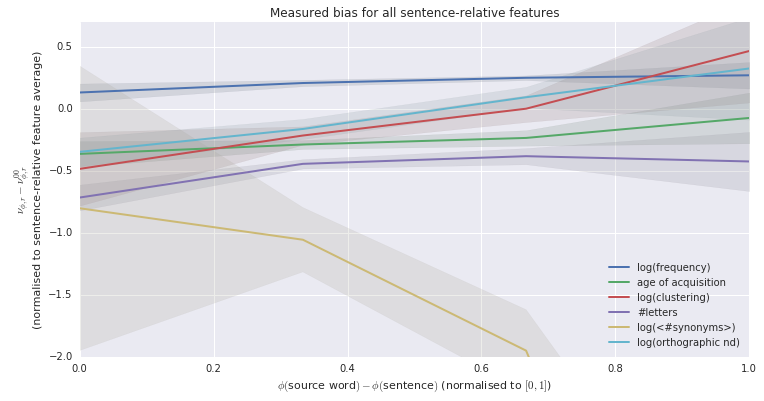 Measured bias for all sentence-relative features
0.5
0.0
−0.5
−1.0
−1.5
−2.0
ν_ϕ,r − ν_ϕ,r^00
(normalised to sentence-relative feature average)
log(frequency)
age of acquisition
log(clustering)
#letters
log(<#synonyms>)
log(orthographic nd)
0.0 0.2 0.4 0.6 0.8 1.0
ϕ(source word) − ϕ(sentence) (normalised to [0, 1])